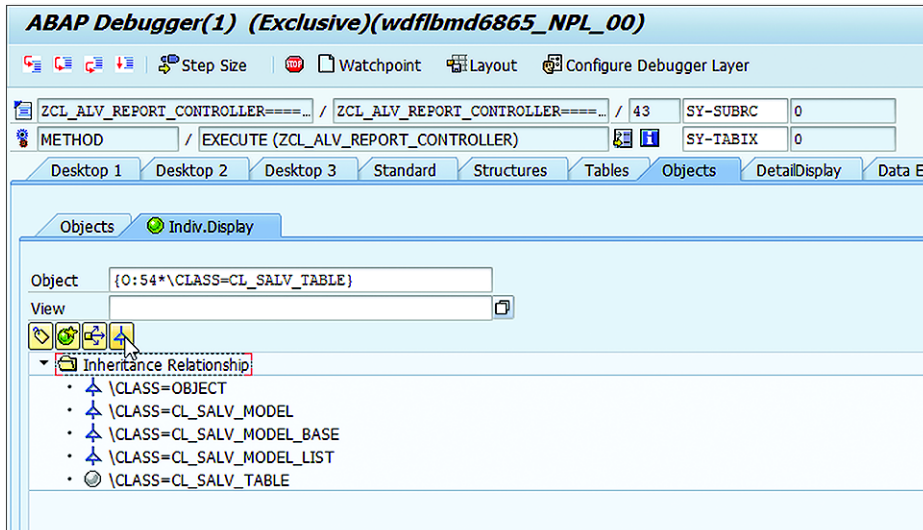 ABAP Debugger(1) (Exclusive)(wdflbmd6865_NPL_00)
Step Size STOP Watchpoint Layout Configure Debugger Layer
ZCL_ALV_REPORT_CONTROLLER====… / ZCL_ALV_REPORT_CONTROLLER====… / 43 SY-SUBRC 0
METHOD / EXECUTE (ZCL_ALV_REPORT_CONTROLLER) SY-TABIX 0
Desktop 1 Desktop 2 Desktop 3 Standard Structures Tables Objects DetailDisplay Data E
Objects Indiv.Display
Object {O:54*\CLASS=CL_SALV_TABLE}
View
Inheritance Relationship
\CLASS=OBJECT
\CLASS=CL_SALV_MODEL
\CLASS=CL_SALV_MODEL_BASE
\CLASS=CL_SALV_MODEL_LIST
\CLASS=CL_SALV_TABLE